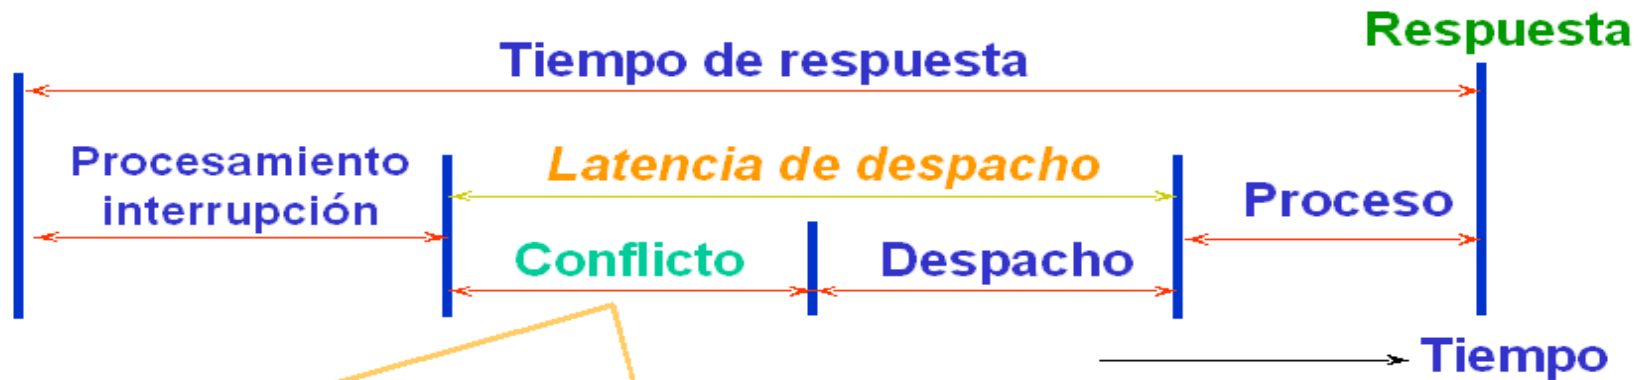 Respuesta
Tiempo de respuesta
Procesamiento
interrupción
Latencia de despacho
Proceso
Conflicto
Despacho
Tiempo